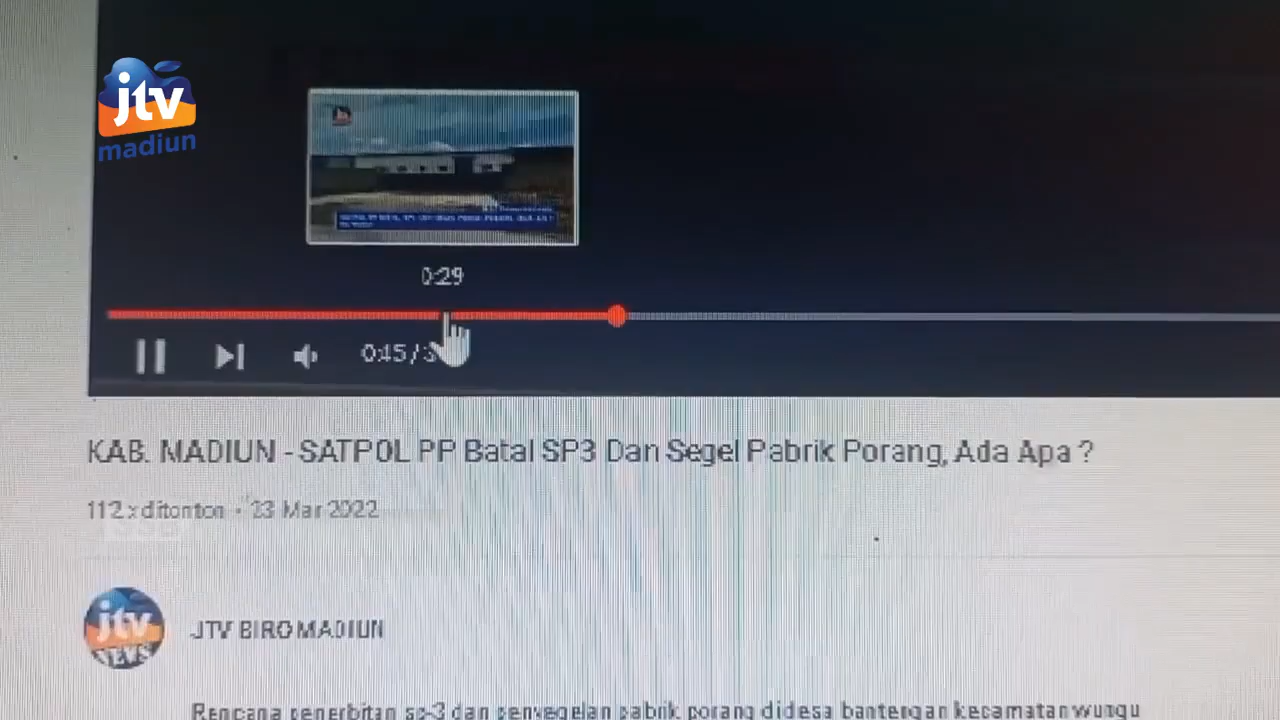 jtv
madiun
0:29
0:45 / 3
KAB. MADIUN - SATPOL PP Batal SP3 Dan Segel Pabrik Porang, Ada Apa ?
112 x ditonton • 23 Mar 2022
jtv
NEWS
JTV BIRO MADIUN
Rencana penerbitan sp-3 dan penyegelan pabrik porang didesa bantengan kecamatan wungu